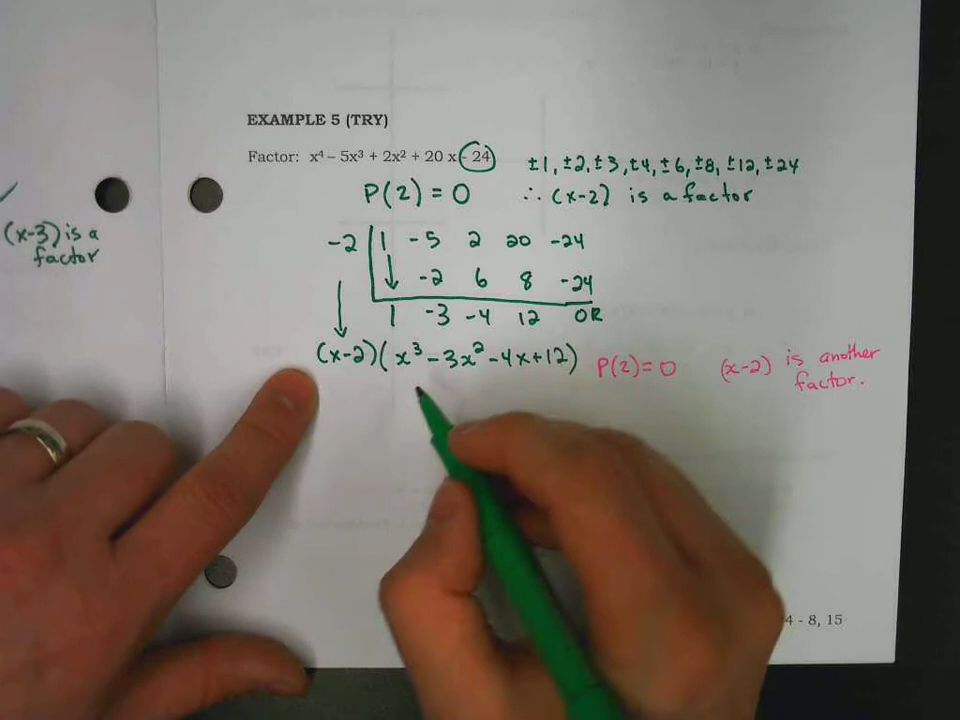 EXAMPLE 5 (TRY)
Factor: x⁴ – 5x³ + 2x² + 20 x - 24
±1, ±2, ±3, ±4, ±6, ±8, ±12, ±24
P(2) = 0 ∴ (x-2) is a factor
(x-3) is a
factor
-2 | 1 -5 2 20 -24
-2 6 8 -24
1 -3 -4 12 0R
(x-2)(x³-3x²-4x+12) P(2)=0 (x-2) is another
factor.
4 - 8, 15